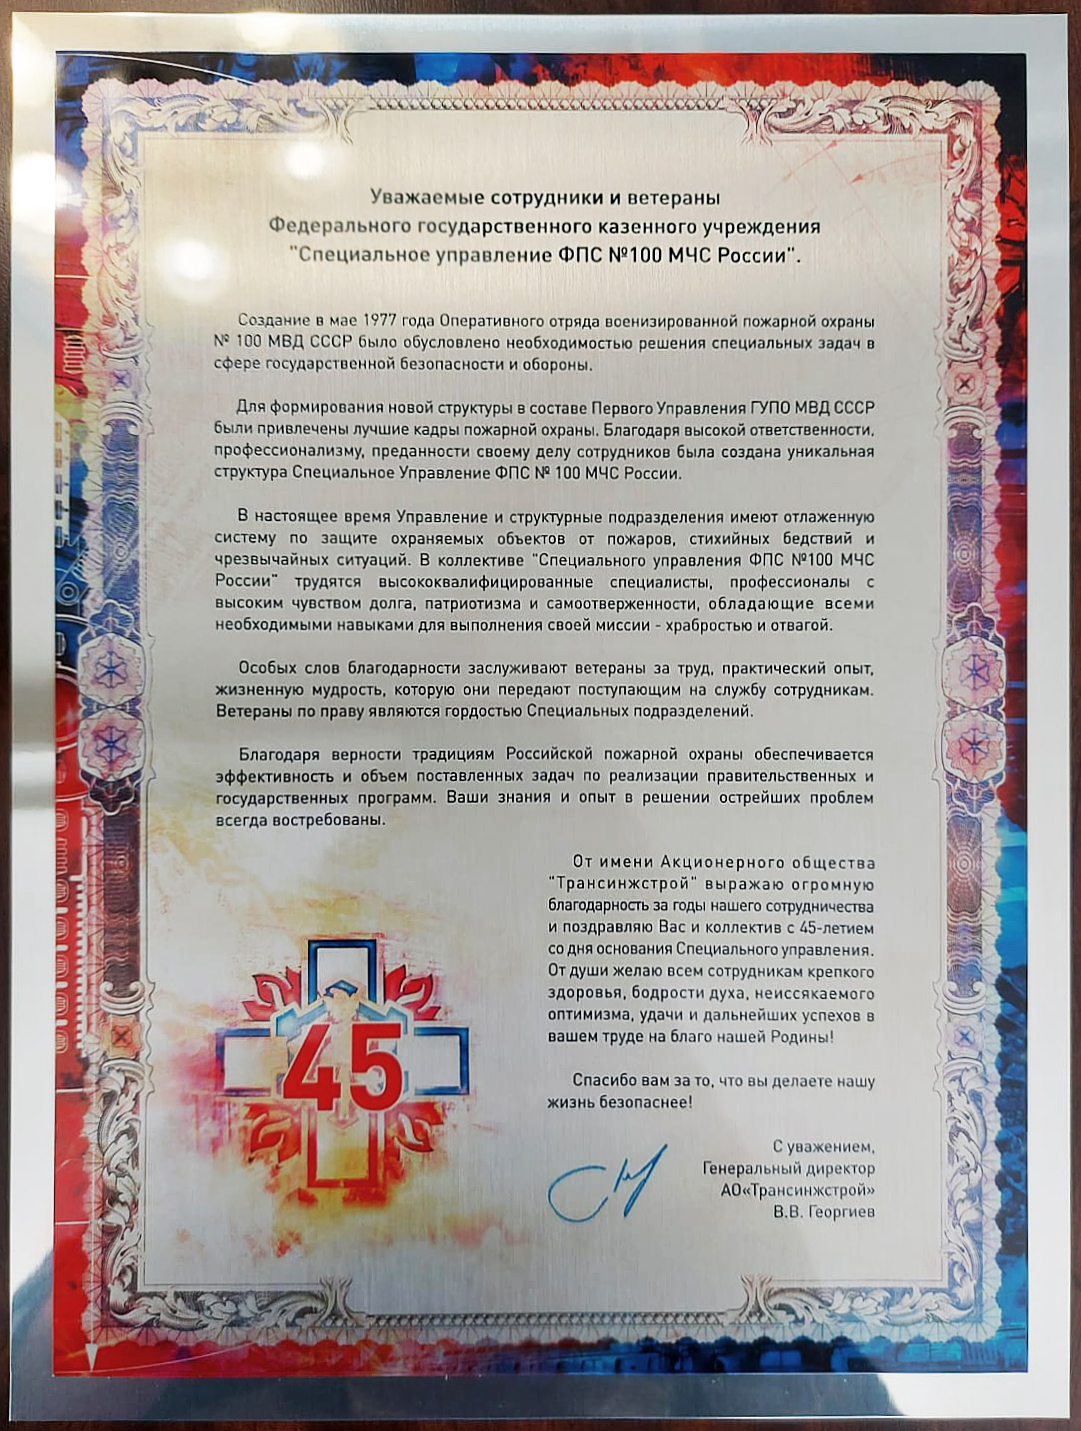 Уважаемые сотрудники и ветераны
Федерального государственного казенного учреждения
"Специальное управление ФПС №100 МЧС России".
Создание в мае 1977 года Оперативного отряда военизированной пожарной охраны
№ 100 МВД СССР было обусловлено необходимостью решения специальных задач в
сфере государственной безопасности и обороны.
Для формирования новой структуры в составе Первого Управления ГУПО МВД СССР
были привлечены лучшие кадры пожарной охраны. Благодаря высокой ответственности,
профессионализму, преданности своему делу сотрудников была создана уникальная
структура Специальное Управление ФПС № 100 МЧС России.
В настоящее время Управление и структурные подразделения имеют отлаженную
систему по защите охраняемых объектов от пожаров, стихийных бедствий и
чрезвычайных ситуаций. В коллективе "Специального управления ФПС №100 МЧС
России" трудятся высококвалифицированные специалисты, профессионалы с
высоким чувством долга, патриотизма и самоотверженности, обладающие всеми
необходимыми навыками для выполнения своей миссии - храбростью и отвагой.
Особых слов благодарности заслуживают ветераны за труд, практический опыт,
жизненную мудрость, которую они передают поступающим на службу сотрудникам.
Ветераны по праву являются гордостью Специальных подразделений.
Благодаря верности традициям Российской пожарной охраны обеспечивается
эффективность и объем поставленных задач по реализации правительственных и
государственных программ. Ваши знания и опыт в решении острейших проблем
всегда востребованы.
От имени Акционерного общества
"Трансинжстрой" выражаю огромную
благодарность за годы нашего сотрудничества
и поздравляю Вас и коллектив с 45-летием
со дня основания Специального управления.
От души желаю всем сотрудникам крепкого
здоровья, бодрости духа, неиссякаемого
оптимизма, удачи и дальнейших успехов в
вашем труде на благо нашей Родины!
45
Спасибо вам за то, что вы делаете нашу
жизнь безопаснее!
С уважением,
Генеральный директор
АО«Трансинжстрой»
В.В. Георгиев